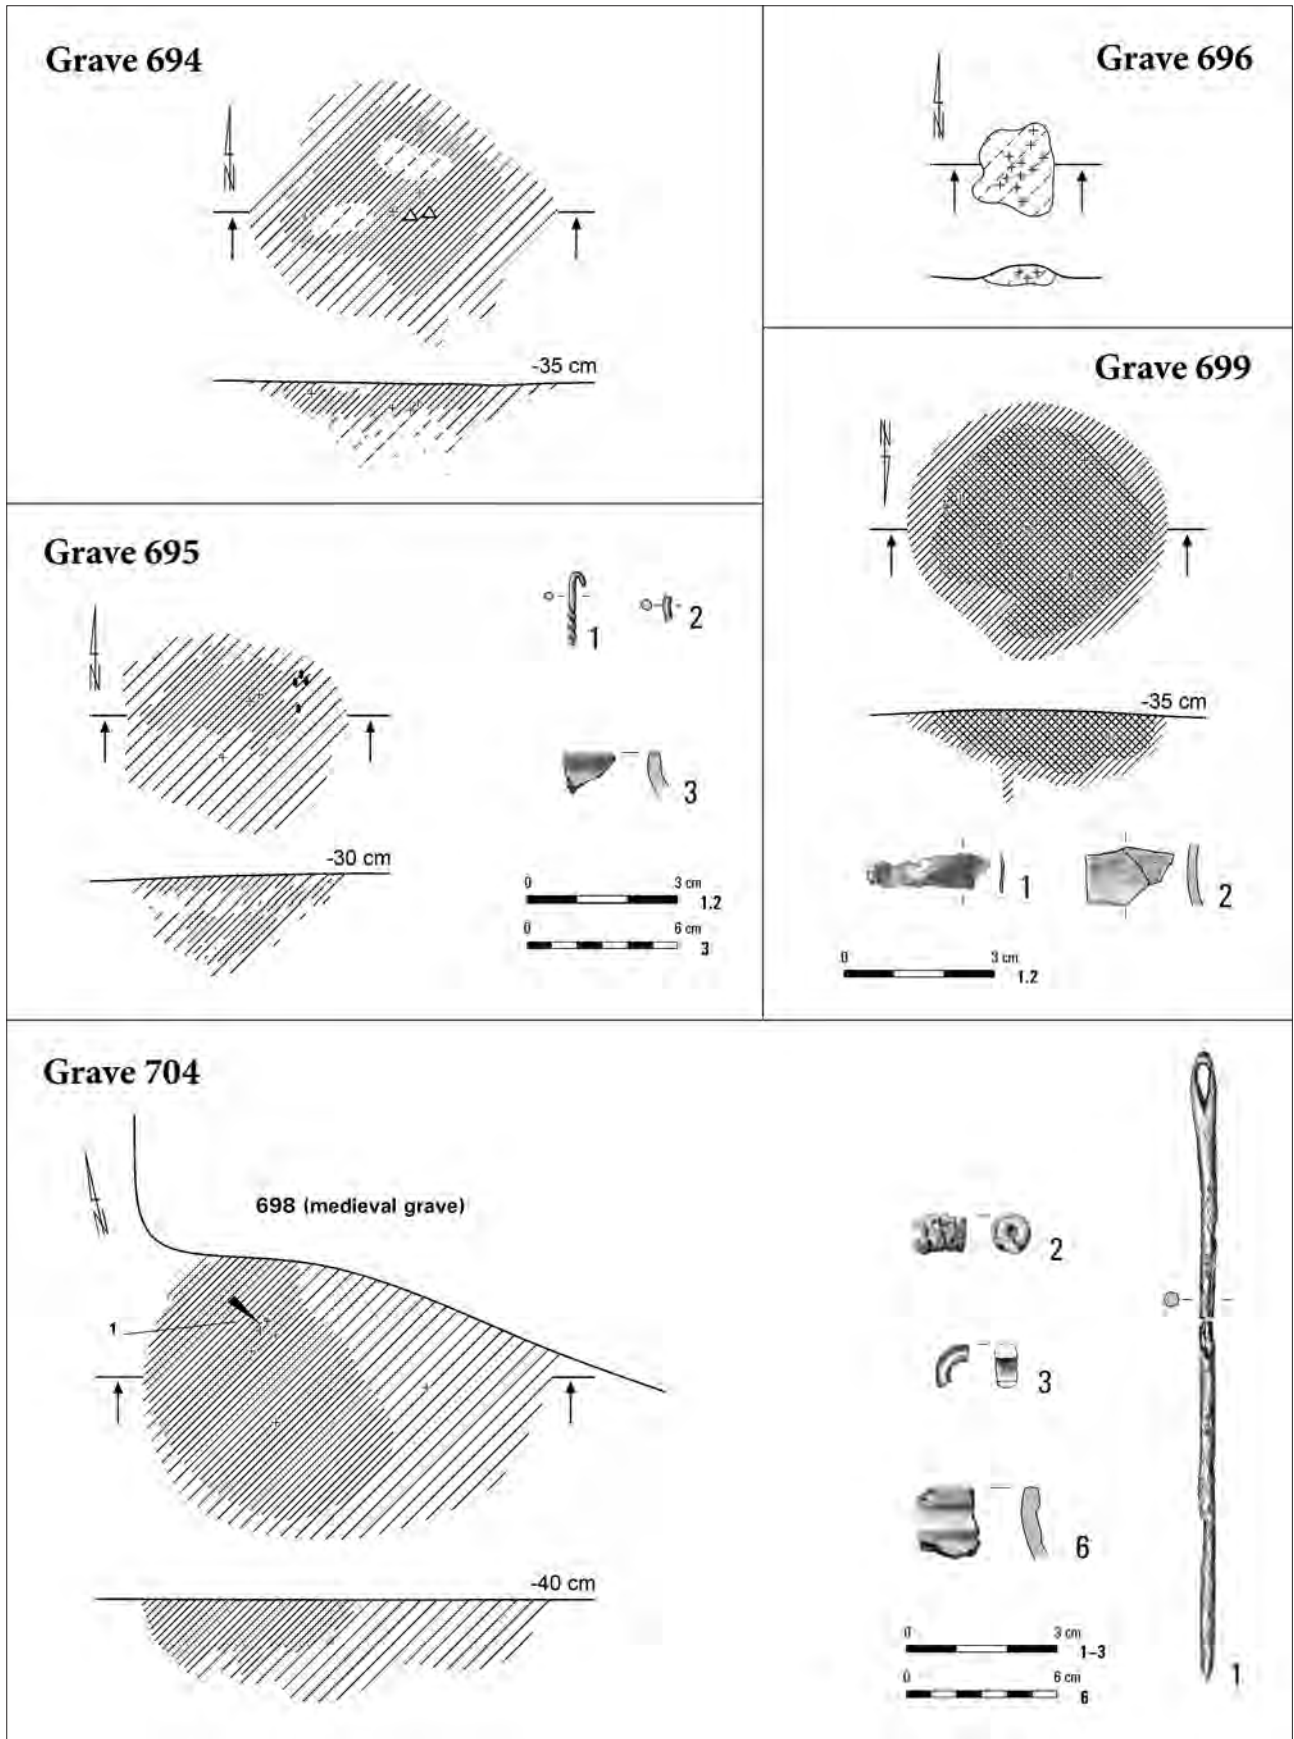 Grave 694
N
-35 cm
Grave 696
N
Grave 699
N
-35 cm
1
2
0 3 cm
1.2
Grave 695
N
-30 cm
1
2
3
0 3 cm
1.2
0 6 cm
3
Grave 704
N
698 (medieval grave)
1
-40 cm
2
3
6
0 3 cm
1–3
0 6 cm
6
1